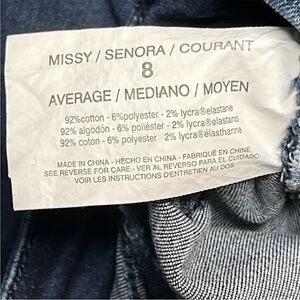 MISSY / SENORA / COURANT
8
AVERAGE / MEDIANO / MOYEN
92%cotton - 6%polyester - 2% lycra®elastane
92% algodón - 6% poliéster - 2% lycra®elastano
92% coton - 6% polyester - 2% lycra®élasthanne
MADE IN CHINA - HECHO EN CHINA - FABRIQUÉ EN CHINE
SEE REVERSE FOR CARE - VER AL REVERSO PARA EL CUIDADO
VOIR LES INSTRUCTIONS D'ENTRETIEN AU DOS